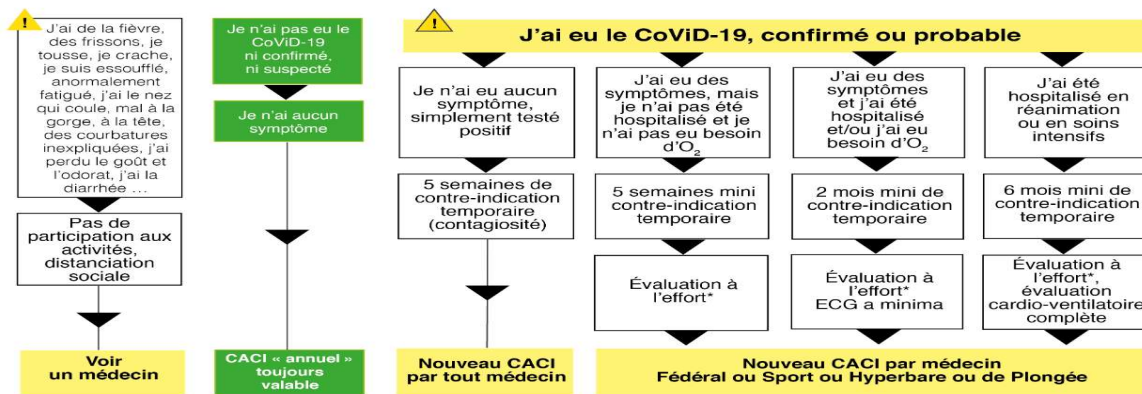 !
J'ai de la fièvre,
des frissons, je
tousse, je crache,
je suis essoufflé,
anormalement
fatigué, j'ai le nez
qui coule, mal à la
gorge, à la tête,
des courbatures
inexpliquées, j'ai
perdu le goût et
l'odorat, j'ai la
diarrhée ...
Pas de
participation aux
activités,
distanciation
sociale
Voir
un médecin
Je n'ai pas eu le
CoViD-19
ni confirmé,
ni suspecté
Je n'ai aucun
symptôme
CACI « annuel »
toujours
valable
!
J'ai eu le CoViD-19, confirmé ou probable
Je n'ai eu aucun
symptôme,
simplement testé
positif
5 semaines de
contre-indication
temporaire
(contagiosité)
Nouveau CACI
par tout médecin
J'ai eu des
symptômes, mais
je n'ai pas été
hospitalisé et je
n'ai pas eu besoin
d'O₂
5 semaines mini
contre-indication
temporaire
Évaluation à
l'effort*
J'ai eu des
symptômes
et j'ai été
hospitalisé
et/ou j'ai eu
besoin d'O₂
2 mois mini de
contre-indication
temporaire
Évaluation à
l'effort*
ECG a minima
J'ai été
hospitalisé en
réanimation
ou en soins
intensifs
6 mois mini de
contre-indication
temporaire
Évaluation à
l'effort*,
évaluation
cardio-ventilatoire
complète
Nouveau CACI par médecin
Fédéral ou Sport ou Hyperbare ou de Plongée